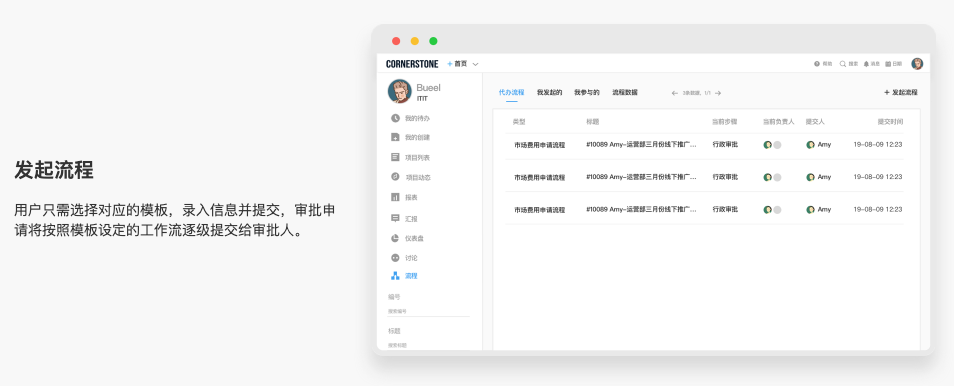 发起流程
用户只需选择对应的模板，录入信息并提交，审批申
请将按照模板设定的工作流逐级提交给审批人。
CORNERSTONE + 首页
帮助 搜索 消息 日历
Bueel
ITIT
我的待办
我的创建
项目列表
项目动态
报表
汇报
仪表盘
讨论
流程
编号
搜索编号
标题
搜索标题
代办流程 我发起的 我参与的 流程数据 ← 3条数据，1/1 → + 发起流程
类型 标题 当前步骤 当前负责人 提交人 提交时间
市场费用申请流程 #10089 Amy–运营部三月份线下推广... 行政审批 Amy 19-08-09 12:23
市场费用申请流程 #10089 Amy–运营部三月份线下推广... 行政审批 Amy 19-08-09 12:23
市场费用申请流程 #10089 Amy–运营部三月份线下推广... 行政审批 Amy 19-08-09 12:23